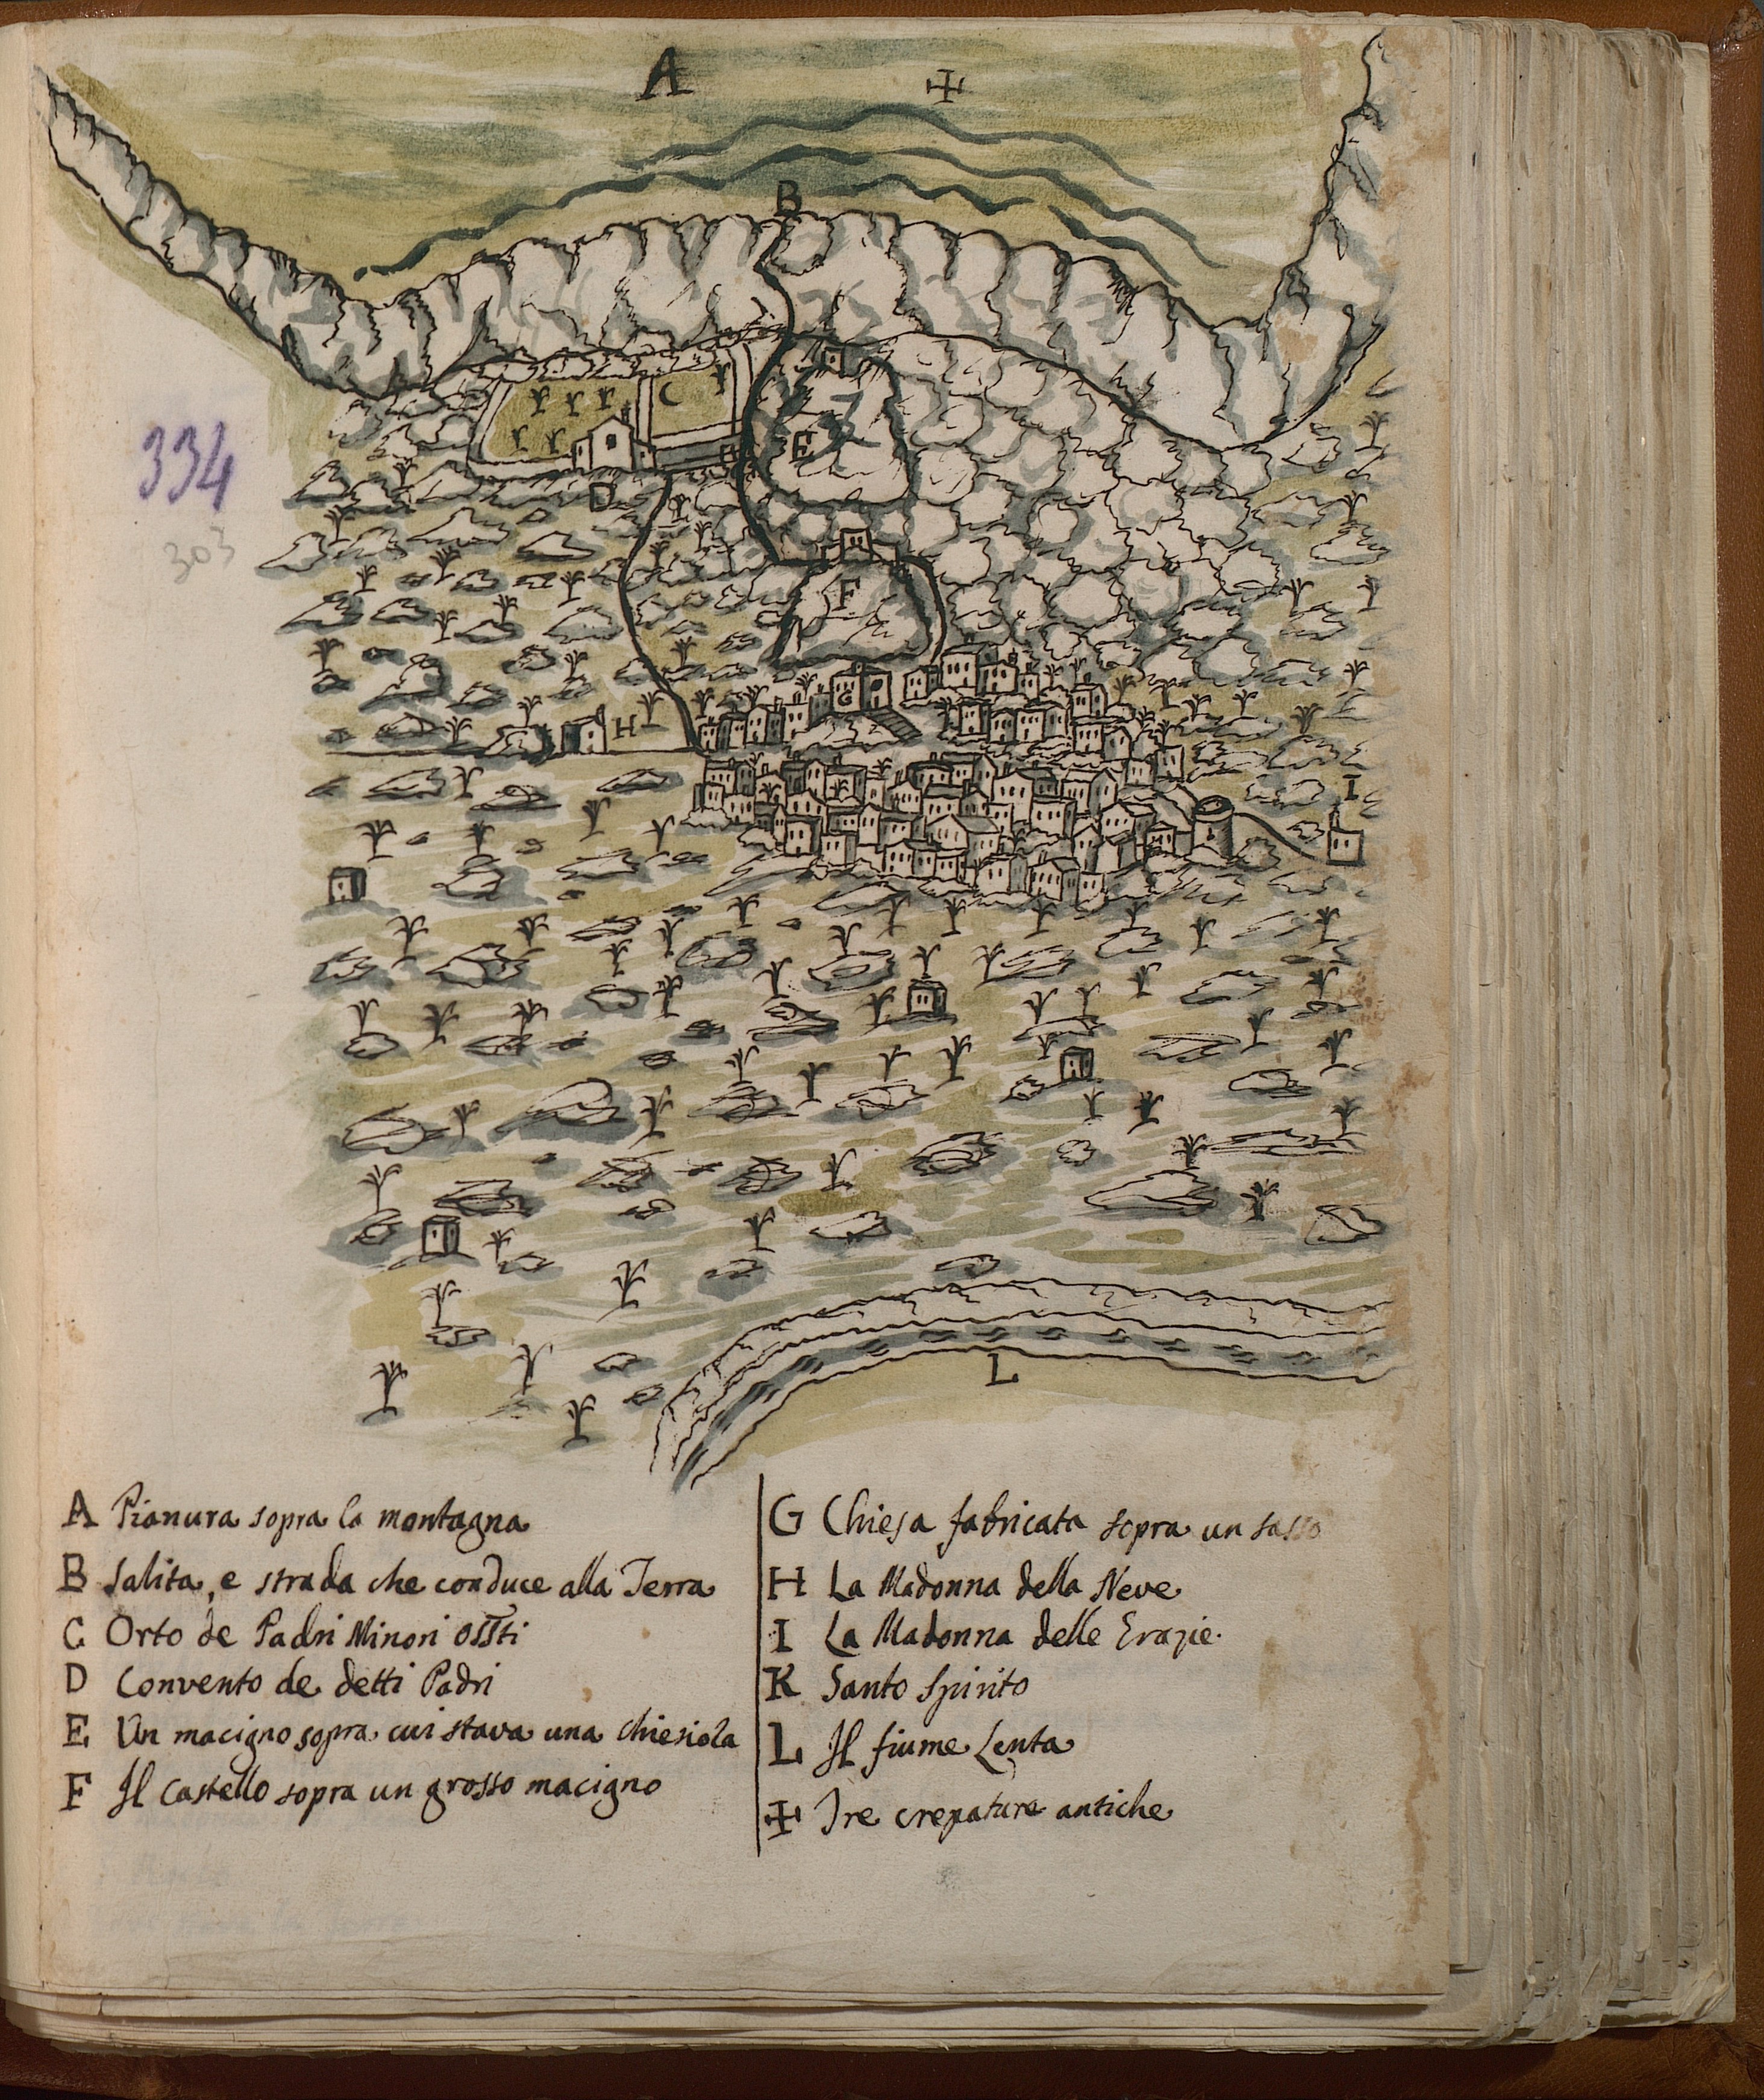 A
✠
B
C
334
E
D
303
F
G
H
I
L
A Pianura sopra la montagna
B Salita, e strada che conduce alla Terra
C Orto de Padri Minori Oss̅ti
D Convento de detti Padri
E Un macigno sopra cui stava una chiesiola
F Il Castello sopra un grosso macigno
G Chiesa fabricata sopra un sasso
H La Madonna della Neve
I La Madonna delle Grazie.
K Santo Spirito
L Il fiume Lenta
✠ Tre crepature antiche